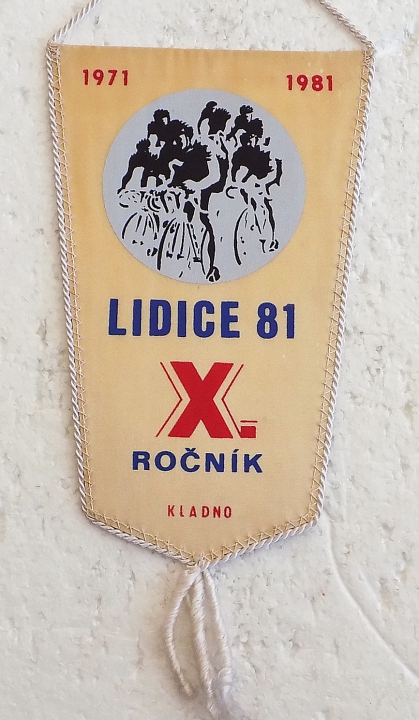 1971 1981
LIDICE 81
X.
ROČNÍK
KLADNO